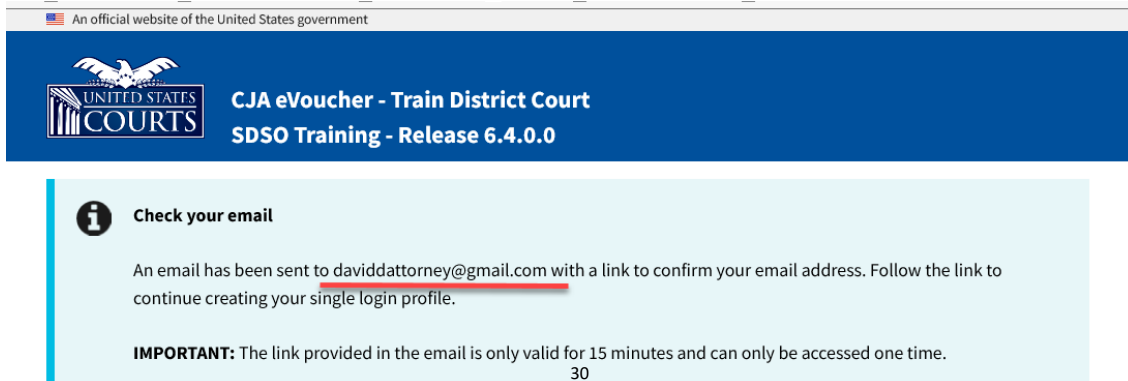 An official website of the United States government
UNITED STATES
COURTS
CJA eVoucher - Train District Court
SDSO Training - Release 6.4.0.0
Check your email
An email has been sent to daviddattorney@gmail.com with a link to confirm your email address. Follow the link to
continue creating your single login profile.
IMPORTANT: The link provided in the email is only valid for 15 minutes and can only be accessed one time.
30